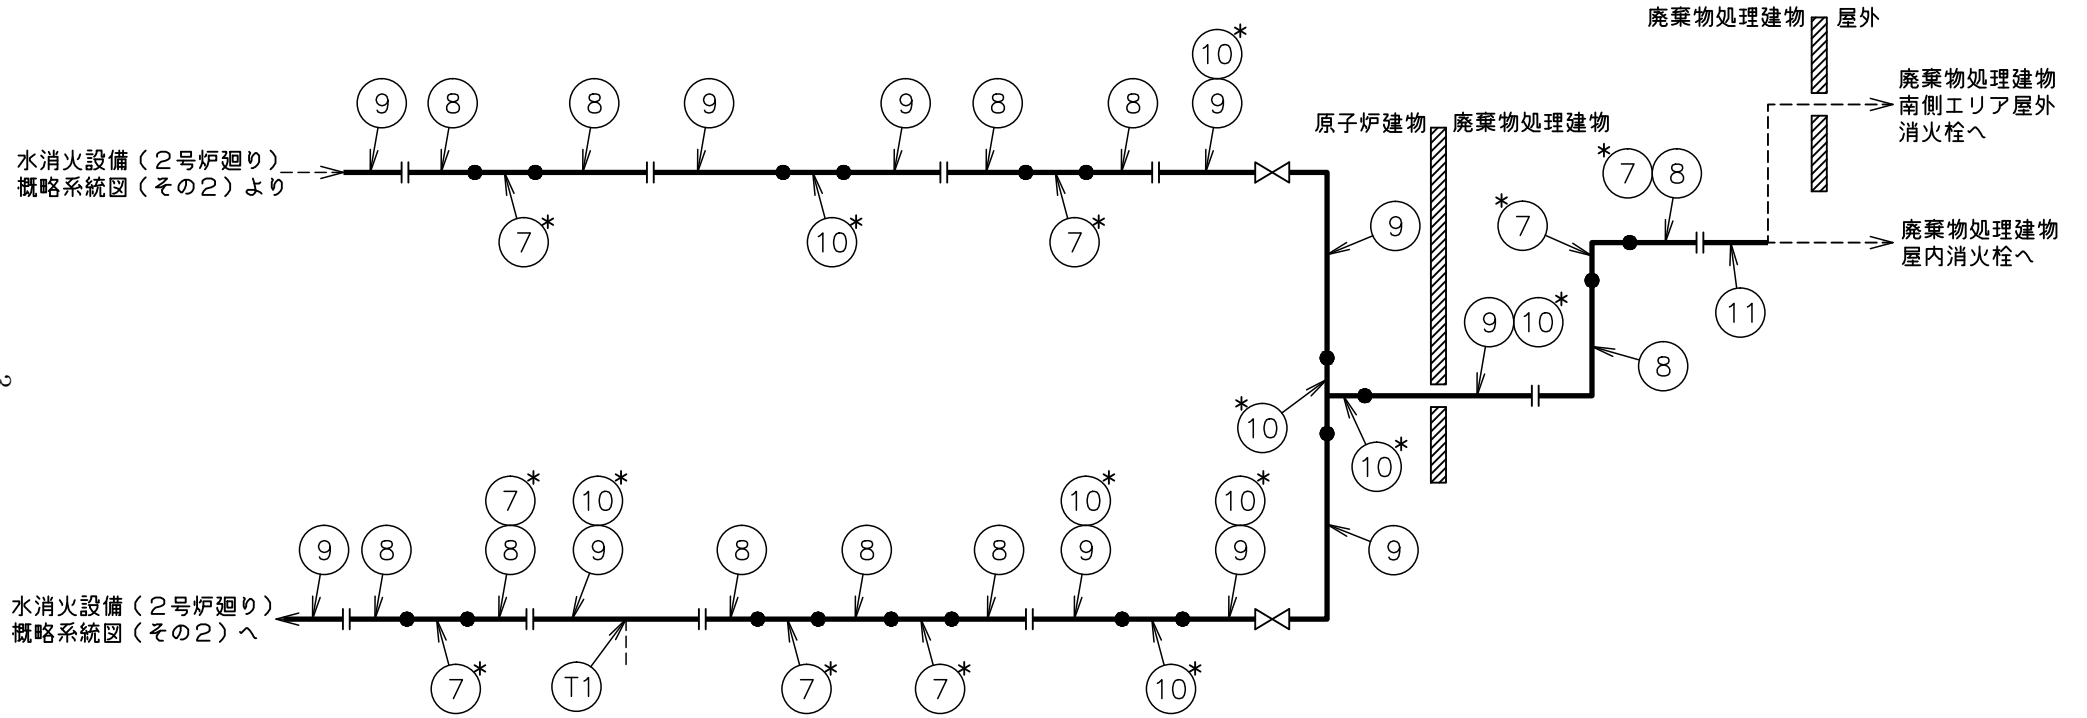 廃棄物処理建物 屋外
10*
9 8 8 9 9 8 8 9
廃棄物処理建物
南側エリア屋外
消火栓へ
原子炉建物 廃棄物処理建物
水消火設備(2号炉廻り)
概略系統図(その2)より
*7 8
7* 10* 7*
9
*7
廃棄物処理建物
屋内消火栓へ
9 10*
11
8
*10
10*
2
7* 10* 10* 10*
9 8 8 9 8 8 8 9 9 9
水消火設備(2号炉廻り)
概略系統図(その2)へ
7* T1 7* 7* 10*